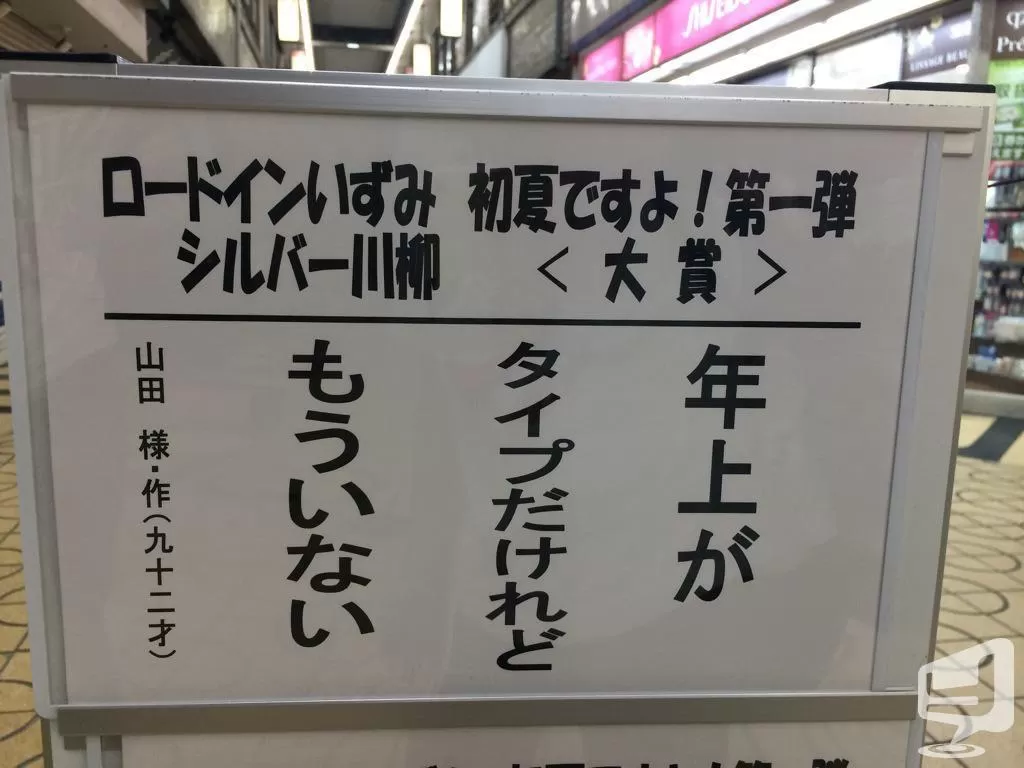 ロードインいずみ 初夏ですよ!第一弾
シルバー川柳 < 大賞 >
年上が
タイプだけれど
もういない
山田 様・作(九十二才)